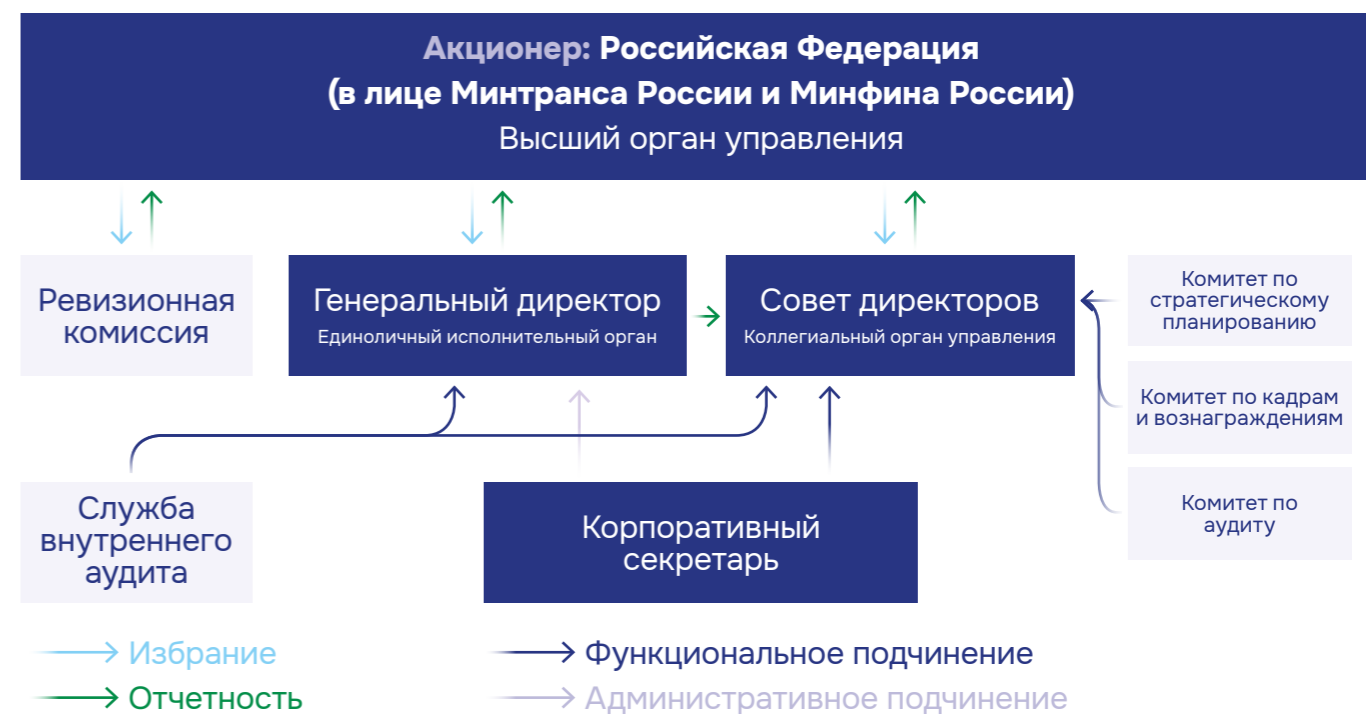 Акционер: Российская Федерация
(в лице Минтранса России и Минфина России)
Высший орган управления
Ревизионная
комиссия
Генеральный директор
Единоличный исполнительный орган
Совет директоров
Коллегиальный орган управления
Комитет по
стратегическому
планированию
Комитет по кадрам
и вознаграждениям
Комитет по
аудиту
Служба
внутреннего
аудита
Корпоративный
секретарь
Избрание
Отчетность
Функциональное подчинение
Административное подчинение